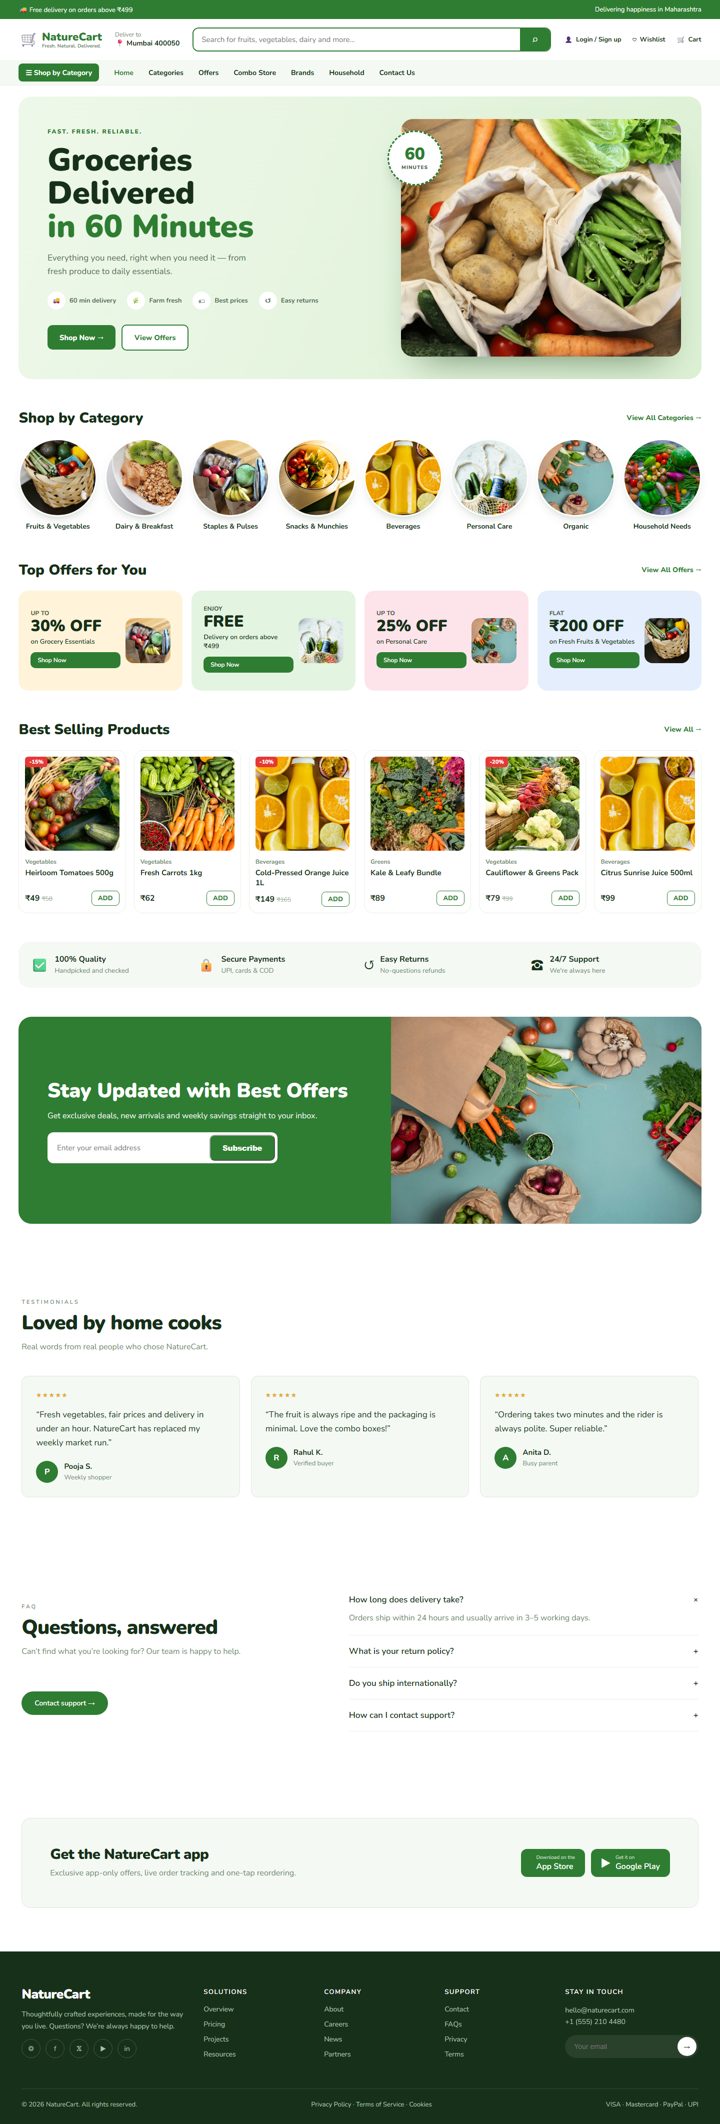 Free delivery on orders above ₹499
Delivering happiness in Maharashtra
NatureCart
Fresh. Natural. Delivered.
Deliver to
Mumbai 400050
Search for fruits, vegetables, dairy and more...
Login / Sign up
Wishlist
Cart
☰ Shop by Category
Home
Categories
Offers
Combo Store
Brands
Household
Contact Us
FAST. FRESH. RELIABLE.
Groceries
Delivered
in 60 Minutes
Everything you need, right when you need it — from
fresh produce to daily essentials.
60 min delivery
Farm fresh
Best prices
Easy returns
Shop Now →
View Offers
60
MINUTES
Shop by Category
View All Categories →
Fruits & Vegetables
Dairy & Breakfast
Staples & Pulses
Snacks & Munchies
Beverages
Personal Care
Organic
Household Needs
Top Offers for You
View All Offers →
UP TO
30% OFF
on Grocery Essentials
Shop Now
ENJOY
FREE
Delivery on orders above
₹499
Shop Now
UP TO
25% OFF
on Personal Care
Shop Now
FLAT
₹200 OFF
on Fresh Fruits & Vegetables
Shop Now
Best Selling Products
View All →
-15%
Vegetables
Heirloom Tomatoes 500g
₹49 ₹58
ADD
Vegetables
Fresh Carrots 1kg
₹62
ADD
-10%
Beverages
Cold-Pressed Orange Juice
1L
₹149 ₹165
ADD
Greens
Kale & Leafy Bundle
₹89
ADD
-20%
Vegetables
Cauliflower & Greens Pack
₹79 ₹99
ADD
Beverages
Citrus Sunrise Juice 500ml
₹99
ADD
100% Quality
Handpicked and checked
Secure Payments
UPI, cards & COD
Easy Returns
No-questions refunds
24/7 Support
We're always here
Stay Updated with Best Offers
Get exclusive deals, new arrivals and weekly savings straight to your inbox.
Enter your email address
Subscribe
TESTIMONIALS
Loved by home cooks
Real words from real people who chose NatureCart.
★★★★★
“Fresh vegetables, fair prices and delivery in
under an hour. NatureCart has replaced my
weekly market run.”
P
Pooja S.
Weekly shopper
★★★★★
“The fruit is always ripe and the packaging is
minimal. Love the combo boxes!”
R
Rahul K.
Verified buyer
★★★★★
“Ordering takes two minutes and the rider is
always polite. Super reliable.”
A
Anita D.
Busy parent
FAQ
Questions, answered
Can't find what you're looking for? Our team is happy to help.
Contact support →
How long does delivery take?
Orders ship within 24 hours and usually arrive in 3–5 working days.
What is your return policy?
+
Do you ship internationally?
+
How can I contact support?
+
Get the NatureCart app
Exclusive app-only offers, live order tracking and one-tap reordering.
Download on the
App Store
Get it on
Google Play
NatureCart
Thoughtfully crafted experiences, made for the way
you live. Questions? We're always happy to help.
f
𝕏
in
SOLUTIONS
Overview
Pricing
Projects
Resources
COMPANY
About
Careers
News
Partners
SUPPORT
Contact
FAQs
Privacy
Terms
STAY IN TOUCH
hello@naturecart.com
+1 (555) 210 4480
Your email
→
© 2026 NatureCart. All rights reserved.
Privacy Policy · Terms of Service · Cookies
VISA · Mastercard · PayPal · UPI